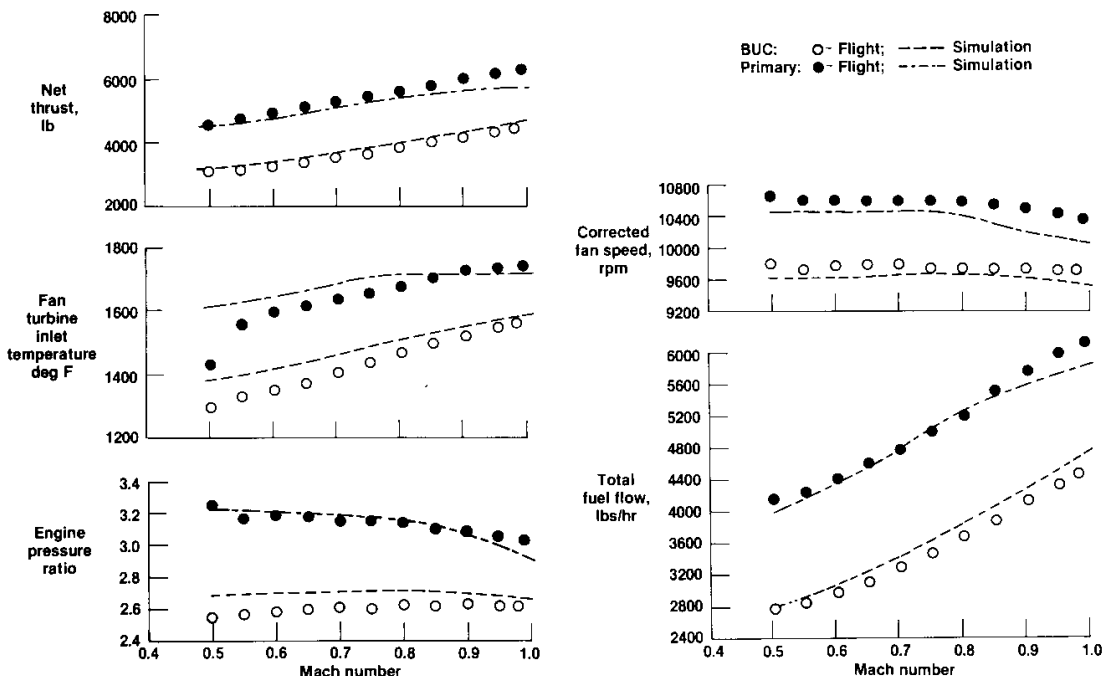 BUC: Flight; Simulation
Primary: Flight; Simulation
8000
6000
4000
2000
Net
thrust,
lb
1800
1600
1400
1200
Fan
turbine
inlet
temperature
deg F
3.4
3.2
3.0
2.8
2.6
2.4
Engine
pressure
ratio
0.4 0.5 0.6 0.7 0.8 0.9 1.0
Mach number
10800
10400
10000
9600
9200
Corrected
fan speed,
rpm
6000
5600
5200
4800
4400
4000
3600
3200
2800
2400
Total
fuel flow,
lbs/hr
0.4 0.5 0.6 0.7 0.8 0.9 1.0
Mach number